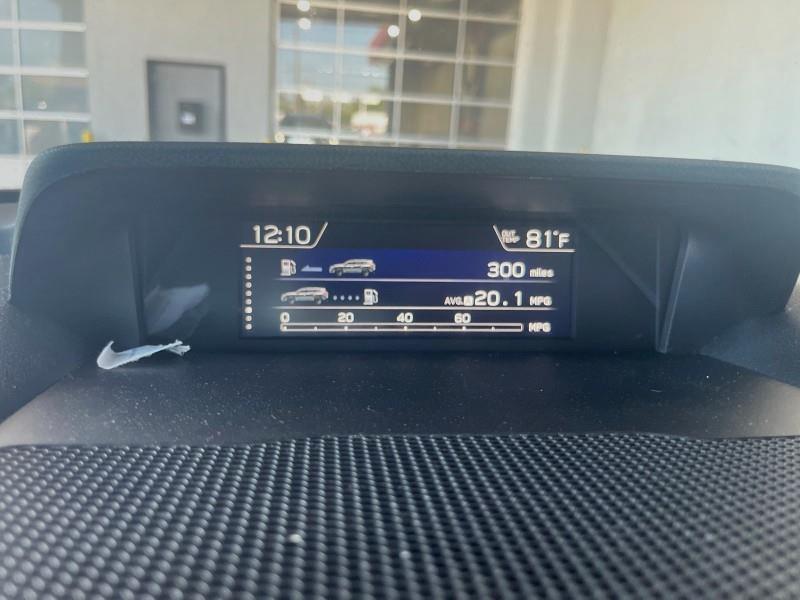 12:10 OUT TEMP 81°F
300 miles
AVG. A 20.1 MPG
0 20 40 60
MPG